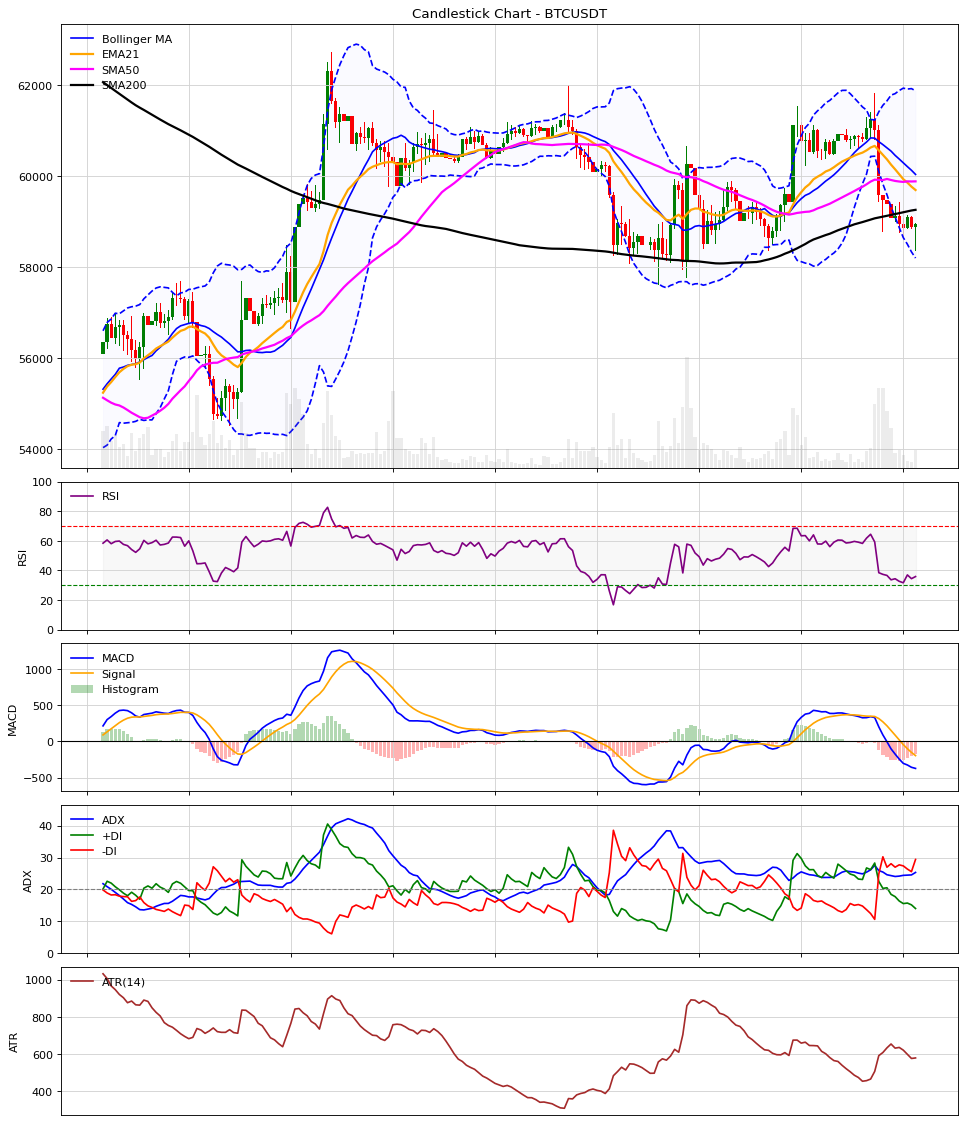 Candlestick Chart - BTCUSDT
Bollinger MA
EMA21
SMA50
SMA200
62000
60000
58000
56000
54000
RSI
100
80
60
40
20
0
RSI
MACD
Signal
Histogram
1000
500
0
−500
MACD
ADX
+DI
-DI
40
30
20
10
0
ADX
ATR(14)
1000
800
600
400
ATR